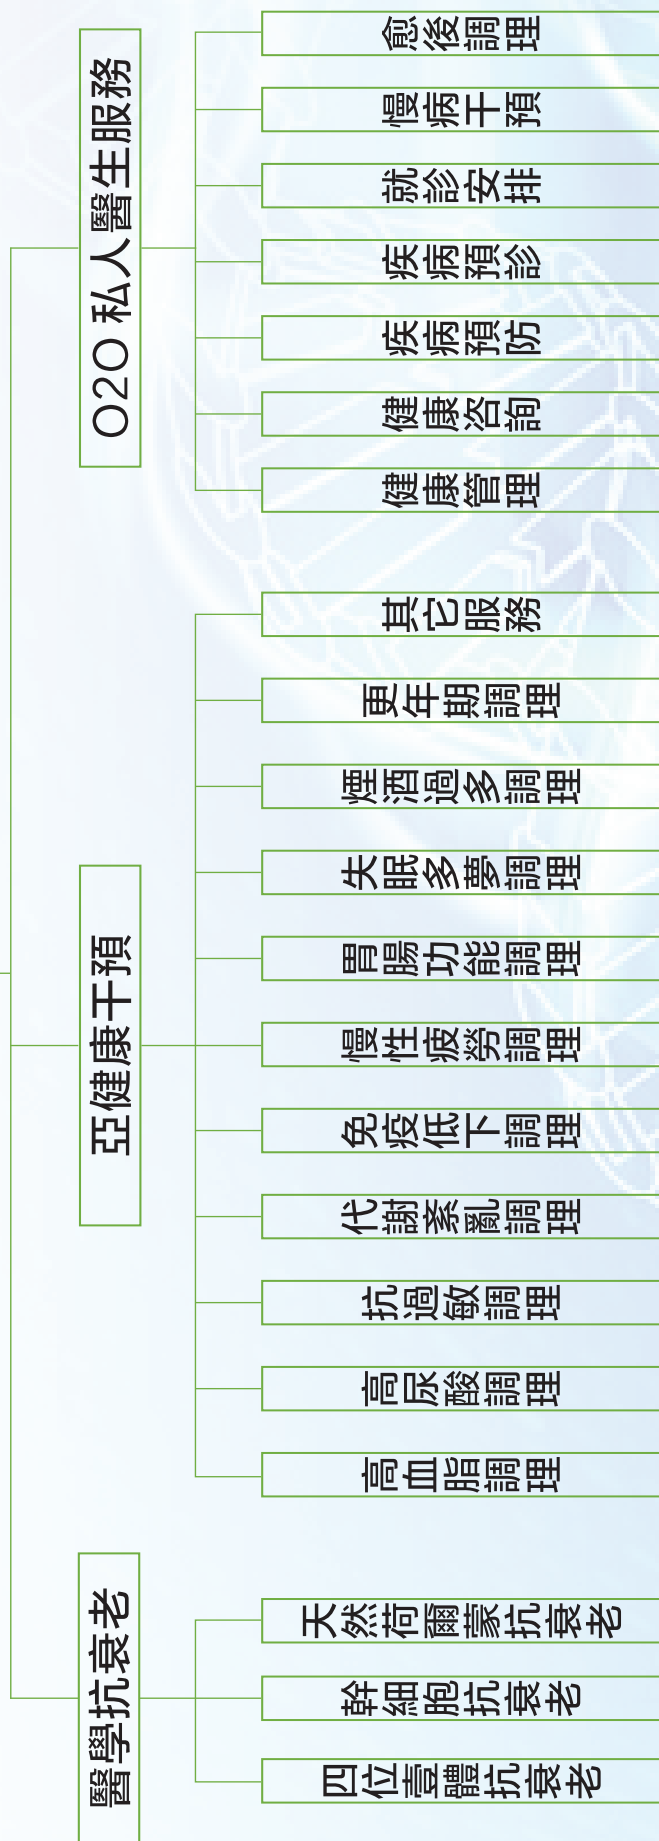 醫學抗衰老
亞健康干預
O2O 私人醫生服務
四位壹體抗衰老
幹細胞抗衰老
天然荷爾蒙抗衰老
高血脂調理
高尿酸調理
抗過敏調理
代謝紊亂調理
免疫低下調理
慢性疲勞調理
胃腸功能調理
失眠多夢調理
煙酒過多調理
更年期調理
其它服務
健康管理
健康咨詢
疾病預防
疾病預診
就診安排
慢病干預
愈後調理